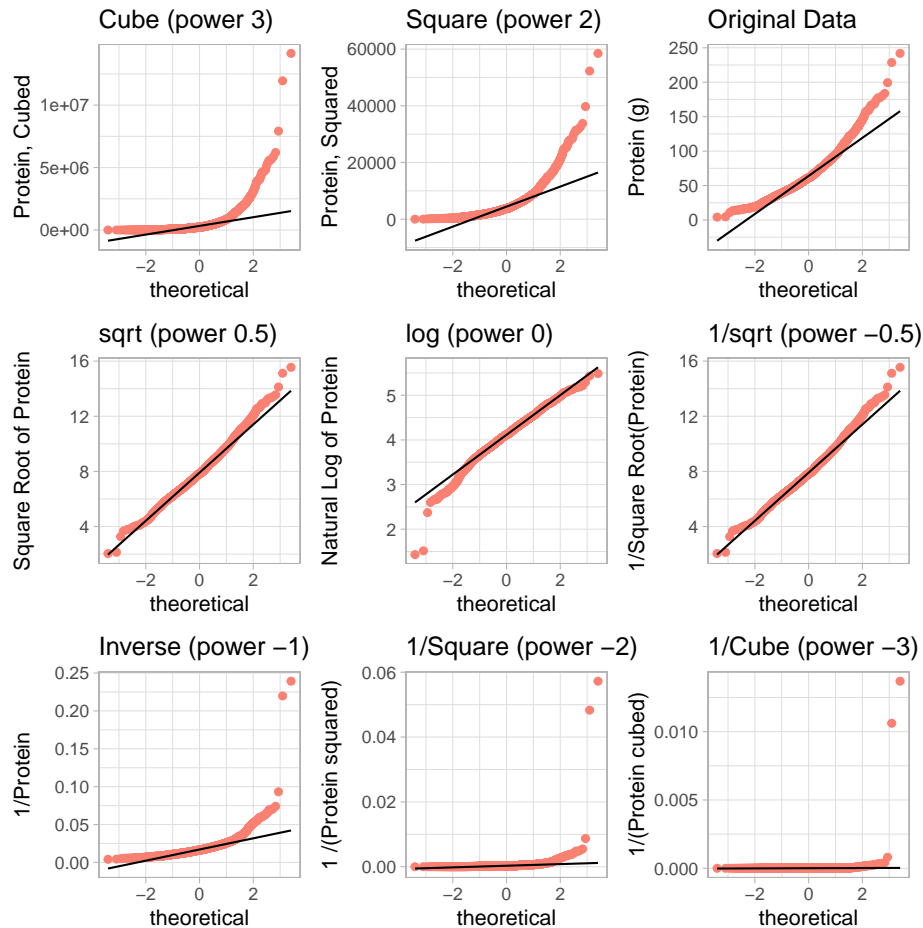 Cube (power 3)
Square (power 2)
Original Data
Protein, Cubed
1e+07
5e+06
0e+00
−2 0 2
theoretical
Protein, Squared
60000
40000
20000
0
−2 0 2
theoretical
Protein (g)
250
200
150
100
50
0
−2 0 2
theoretical
sqrt (power 0.5)
log (power 0)
1/sqrt (power −0.5)
Square Root of Protein
16
12
8
4
−2 0 2
theoretical
Natural Log of Protein
5
4
3
2
−2 0 2
theoretical
1/Square Root(Protein)
16
12
8
4
−2 0 2
theoretical
Inverse (power −1)
1/Square (power −2)
1/Cube (power −3)
1/Protein
0.25
0.20
0.15
0.10
0.05
0.00
−2 0 2
theoretical
1 /(Protein squared)
0.06
0.04
0.02
0.00
−2 0 2
theoretical
1/(Protein cubed)
0.010
0.005
0.000
−2 0 2
theoretical